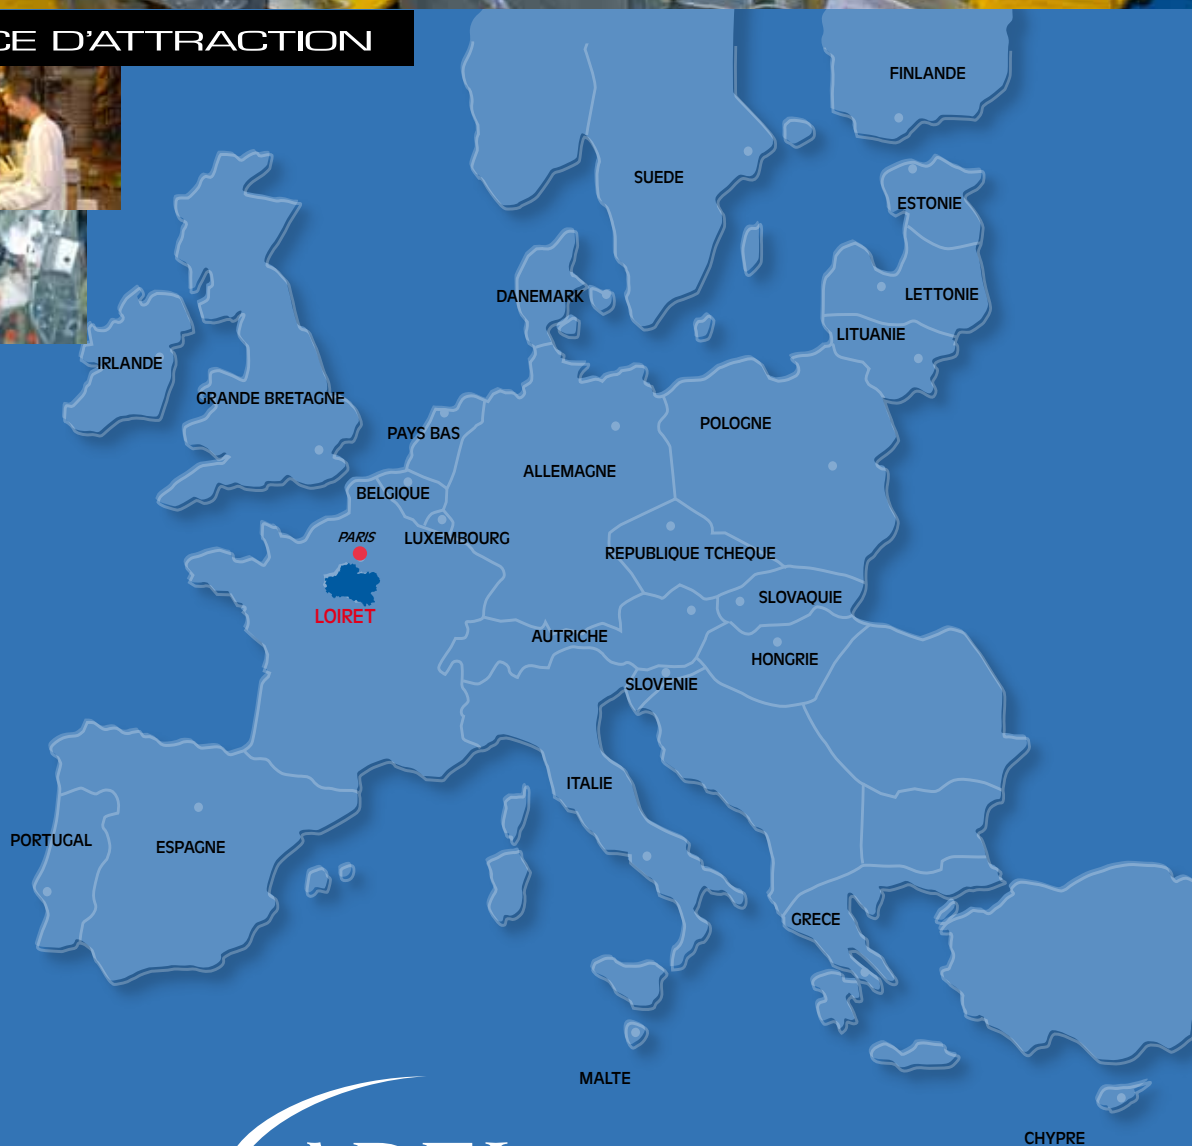 CE D'ATTRACTION
FINLANDE
SUEDE
ESTONIE
DANEMARK
LETTONIE
LITUANIE
IRLANDE
GRANDE BRETAGNE
PAYS BAS
POLOGNE
ALLEMAGNE
BELGIQUE
PARIS
LUXEMBOURG
REPUBLIQUE TCHEQUE
SLOVAQUIE
LOIRET
AUTRICHE
HONGRIE
SLOVENIE
ITALIE
PORTUGAL
ESPAGNE
GRECE
MALTE
CHYPRE